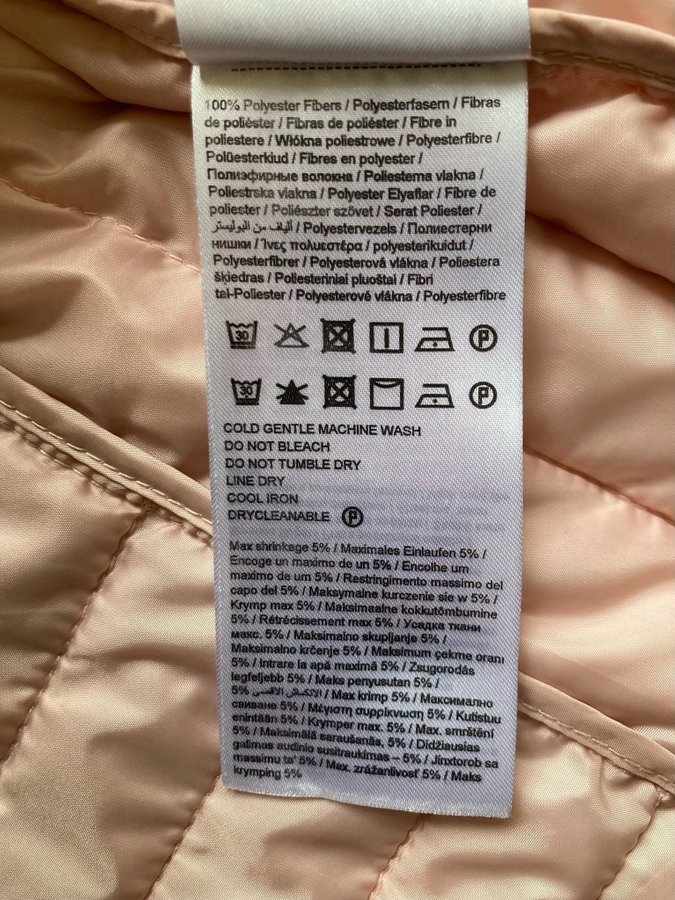 100% Polyester Fibers / Polyesterfasern / Fibras
de poliéster / Fibras de poliéster / Fibre in
poliestere / Włókna poliestrowe / Polyesterfibre /
Polüesterkiud / Fibres en polyester /
Полиэфирные волокна / Poliesterna vlakna /
Poliestrska vlakna / Polyester Elyaflar / Fibre de
poliester / Poliészter szövet / Serat Poliester /
ألياف من البوليستر / Polyestervezels / Полиестерни
нишки / Ίνες πολυεστέρα / polyesterikuidut /
Polyesterfibrer / Polyesterová vlákna / Poliestera
šķiedras / Poliesteriniai pluoštai / Fibri
tal-Poliester / Polyesterové vlákna / Polyesterfibre
30 P
30 P
COLD GENTLE MACHINE WASH
DO NOT BLEACH
DO NOT TUMBLE DRY
LINE DRY
COOL IRON
DRYCLEANABLE P
Max shrinkage 5% / Maximales Einlaufen 5% /
Encoge un maximo de un 5% / Encolhe um
maximo de um 5% / Restringimento massimo del
capo del 5% / Maksymalne kurczenie sie w 5% /
Krymp max 5% / Maksimaalne kokkutõmbumine
5% / Rétrécissement max 5% / Усадка ткани
макс. 5% / Maksimalno skupljanje 5% /
Maksimalno krčenje 5% / Maksimum çekme oranı
5% / Intrare la apă maximă 5% / Zsugorodás
legfeljebb 5% / Maks penyusutan 5% /
5% الانكماش الاقصى / Max krimp 5% / Максимално
свиване 5% / Μέγιστη συρρίκνωση 5% / Kutistuu
enintään 5% / Krymper max. 5% / Max. smrštění
5% / Maksimālā saraušanās, 5% / Didžiausias
galimas audinio susitraukimas – 5% / Jinxtorob sa
massimu ta' 5% / Max. zrážanlivosť 5% / Maks
krymping 5%